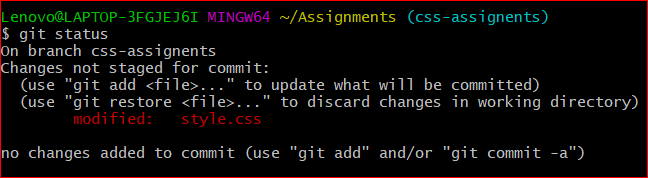 Lenovo@LAPTOP-3FGJEJ6I MINGW64 ~/Assignments (css-assignents)
$ git status
On branch css-assignents
Changes not staged for commit:
  (use "git add <file>..." to update what will be committed)
  (use "git restore <file>..." to discard changes in working directory)
        modified:   style.css

no changes added to commit (use "git add" and/or "git commit -a")